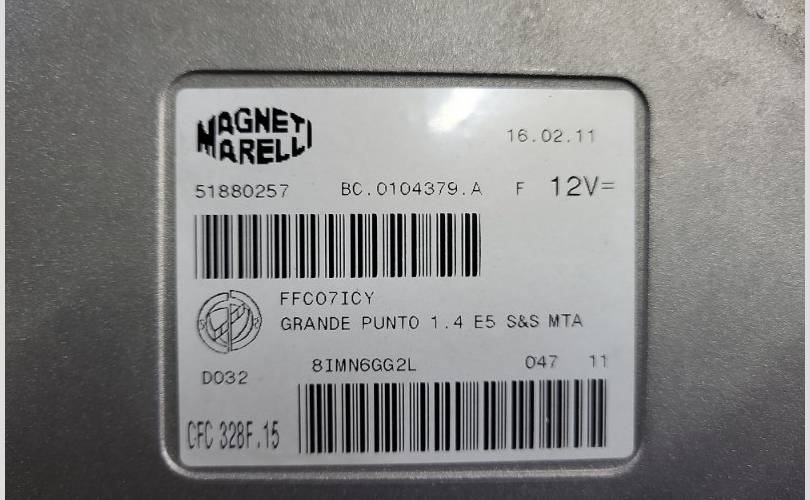 MAGNETI
MARELLI
16.02.11
51880257 BC.0104379.A F 12V=
FFC07ICY
GRANDE PUNTO 1.4 E5 S&S MTA
8IMN6GG2L 047 11
D032
CFC 328F.15